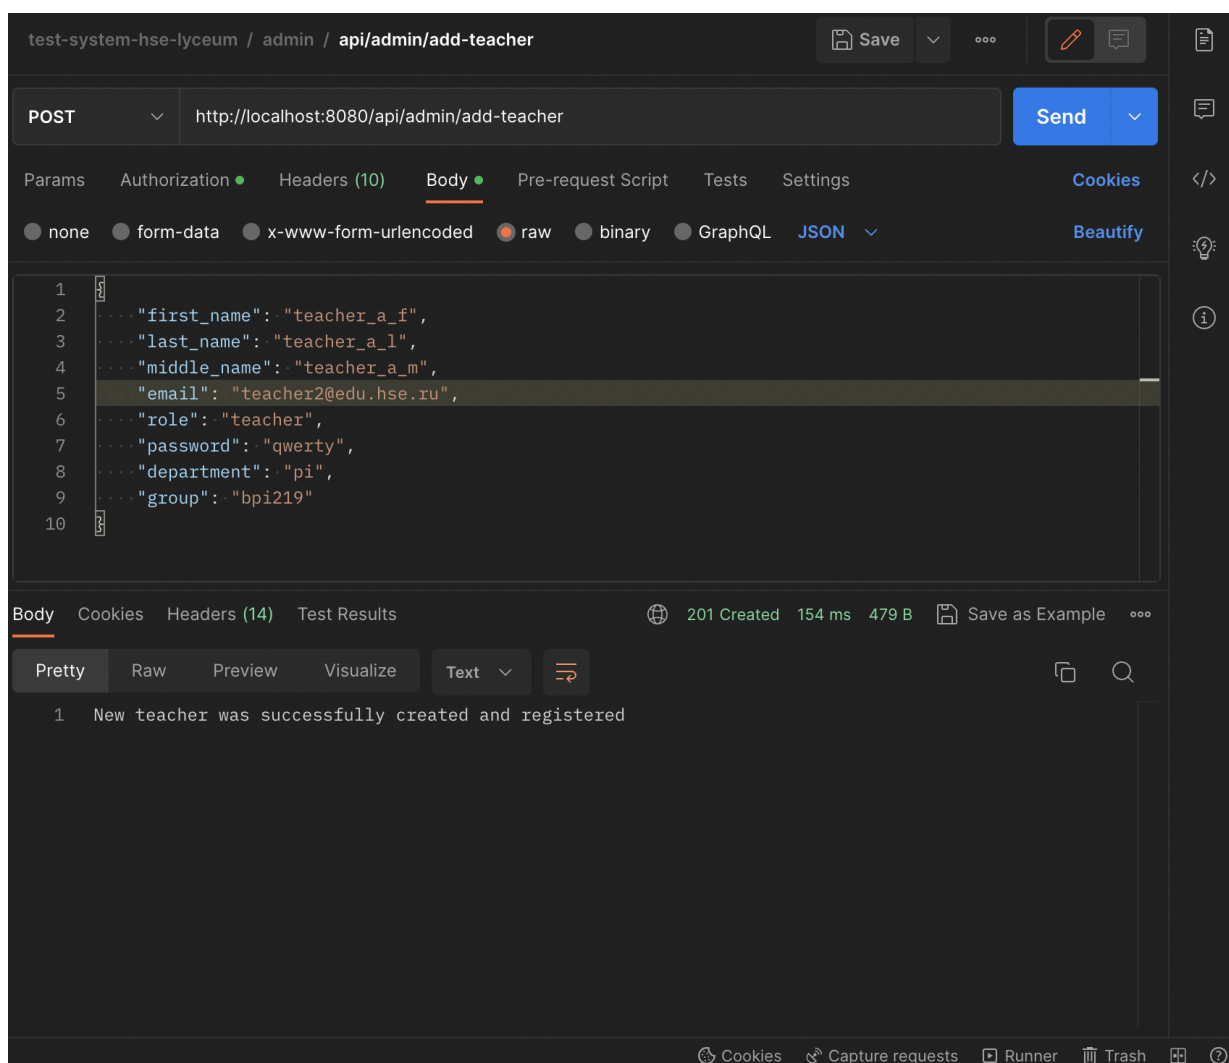 test-system-hse-lyceum / admin / api/admin/add-teacher Save
POST http://localhost:8080/api/admin/add-teacher Send
Params Authorization Headers (10) Body Pre-request Script Tests Settings Cookies
none form-data x-www-form-urlencoded raw binary GraphQL JSON Beautify
1 {
2 "first_name": "teacher_a_f",
3 "last_name": "teacher_a_l",
4 "middle_name": "teacher_a_m",
5 "email": "teacher2@edu.hse.ru",
6 "role": "teacher",
7 "password": "qwerty",
8 "department": "pi",
9 "group": "bpi219"
10 }
Body Cookies Headers (14) Test Results 201 Created 154 ms 479 B Save as Example
Pretty Raw Preview Visualize Text
1 New teacher was successfully created and registered
Cookies Capture requests Runner Trash